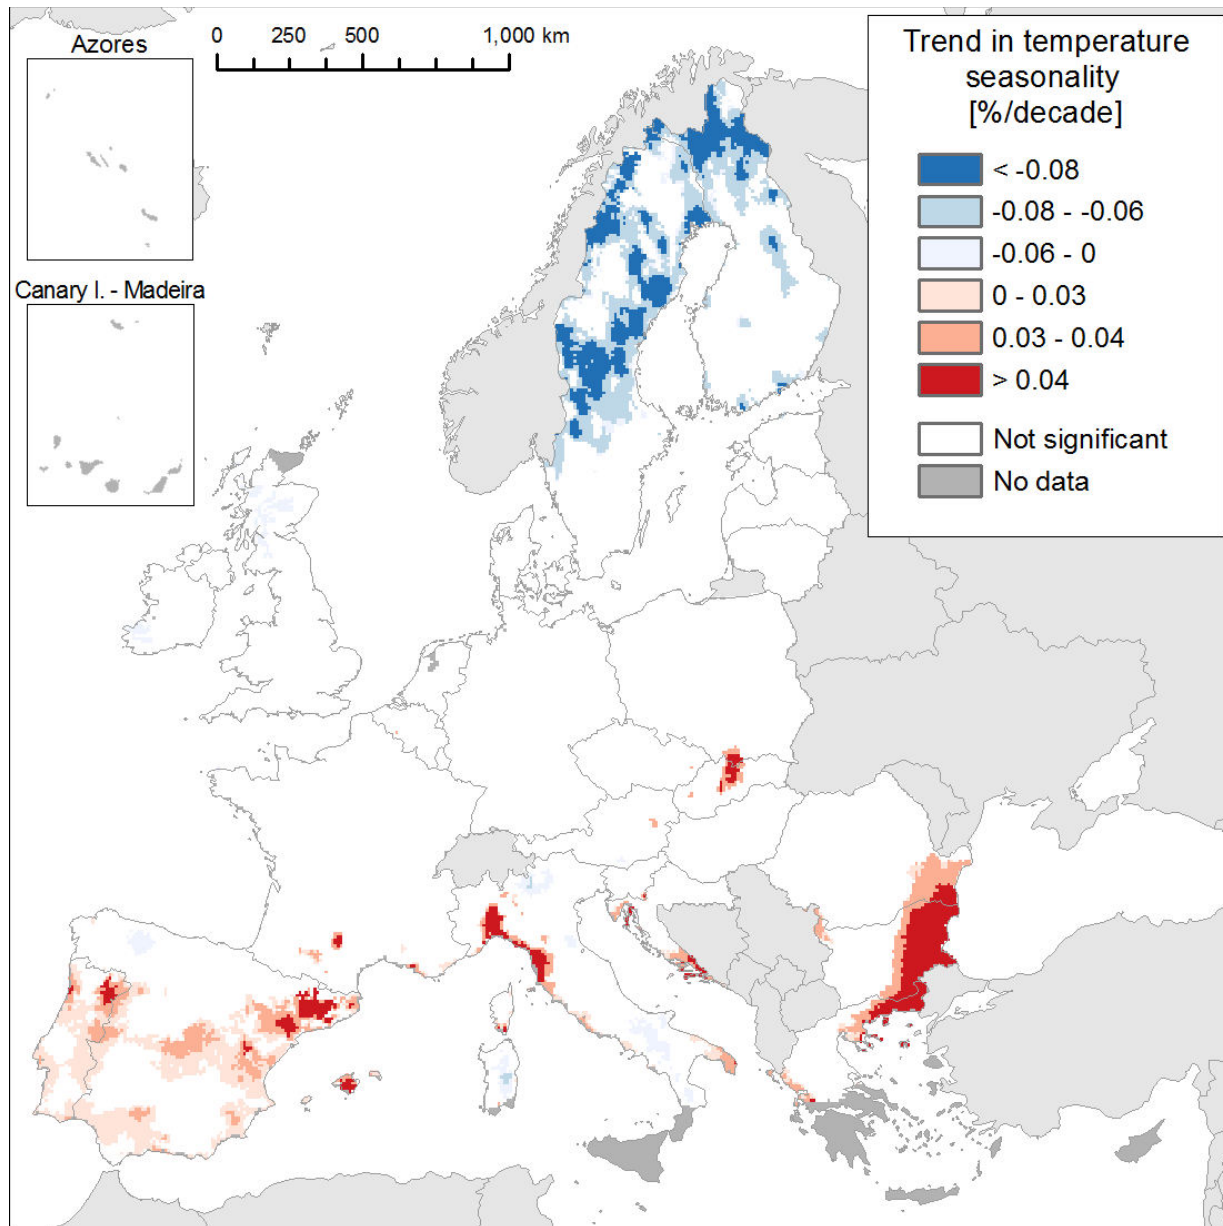 Azores
Canary I. - Madeira
0 250 500 1,000 km
Trend in temperature
seasonality
[%/decade]
< -0.08
-0.08 - -0.06
-0.06 - 0
0 - 0.03
0.03 - 0.04
> 0.04
Not significant
No data